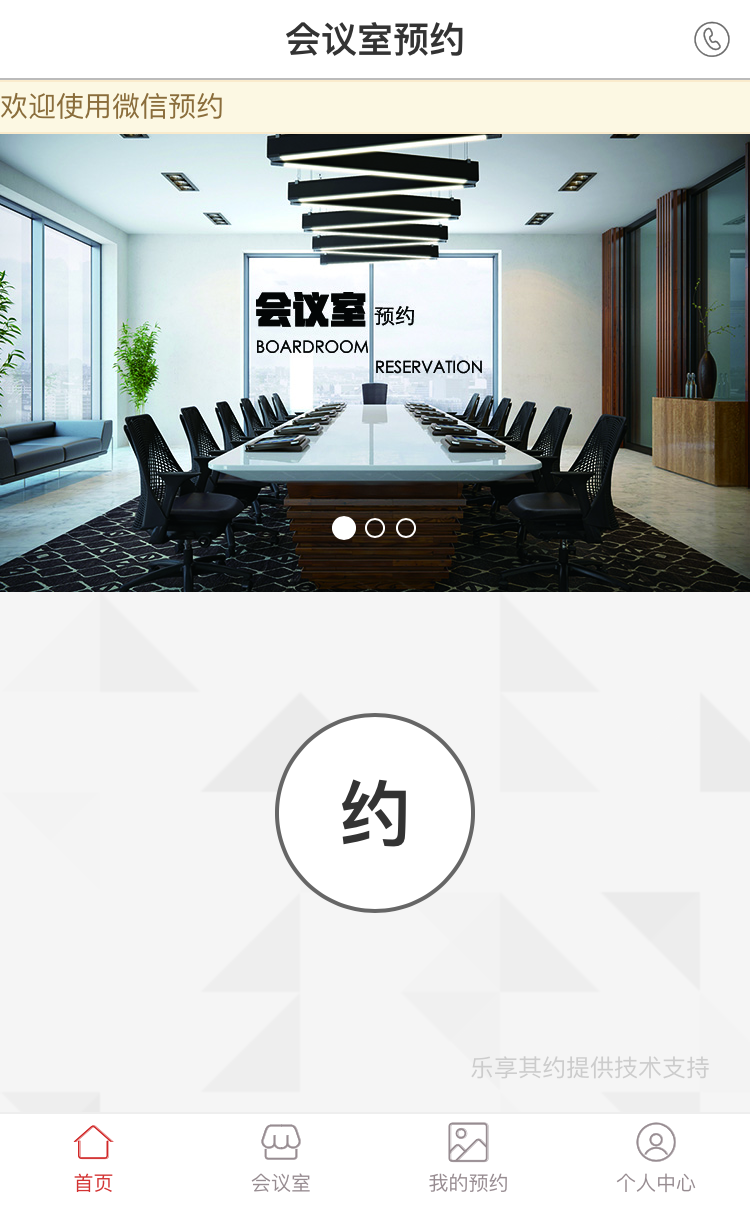 会议室预约
欢迎使用微信预约
会议室 预约
BOARDROOM
RESERVATION
约
乐享其约提供技术支持
首页 会议室 我的预约 个人中心